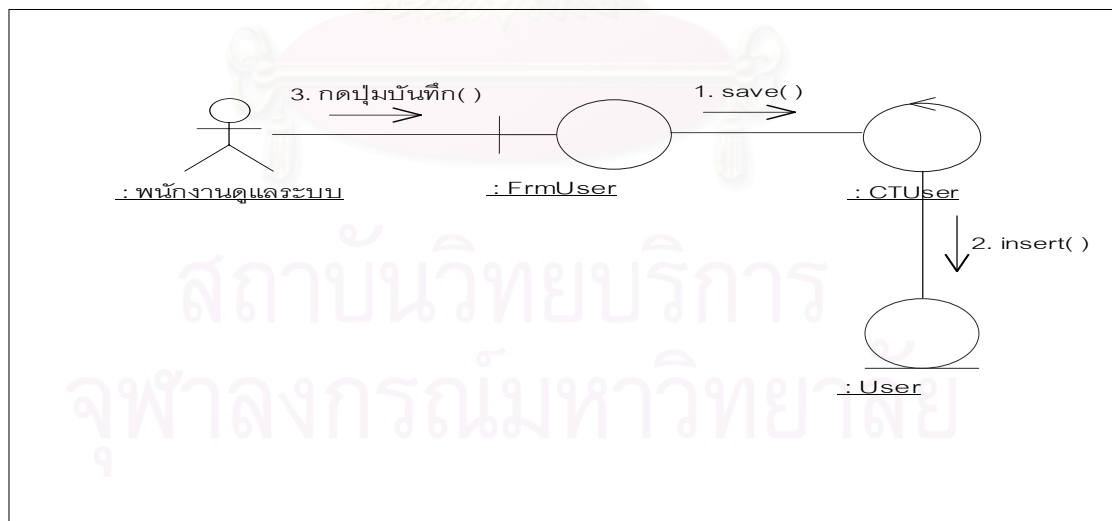 3. กดปุ่มบันทึก( )
1. save( )
: พนักงานดูแลระบบ
: FrmUser
: CTUser
2. insert( )
: User
สถาบันวิทยบริการ
จุฬาลงกรณ์มหาวิทยาลัย